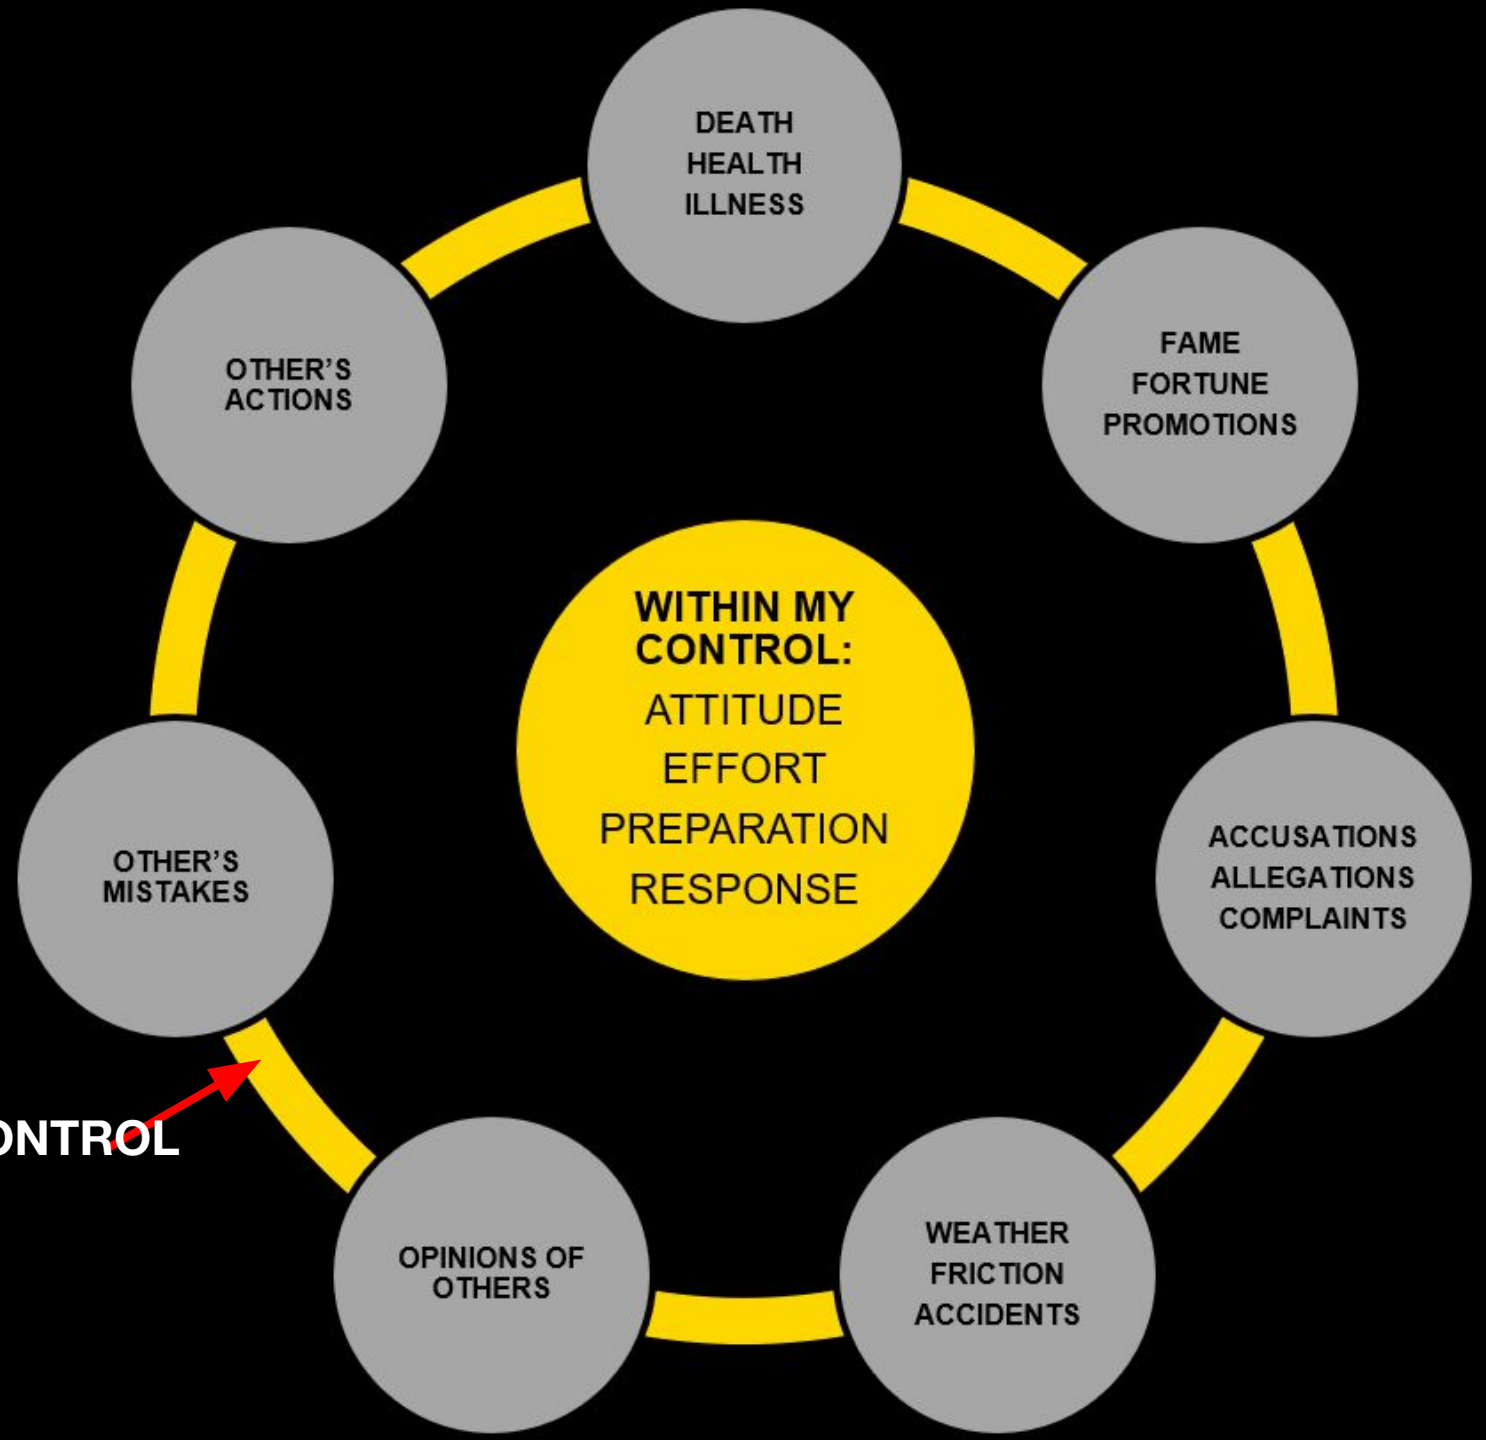 DEATH
HEALTH
ILLNESS
FAME
FORTUNE
PROMOTIONS
OTHER’S
ACTIONS
WITHIN MY
CONTROL:
ATTITUDE
EFFORT
PREPARATION
RESPONSE
ACCUSATIONS
ALLEGATIONS
COMPLAINTS
OTHER’S
MISTAKES
ONTROL
WEATHER
FRICTION
ACCIDENTS
OPINIONS OF
OTHERS